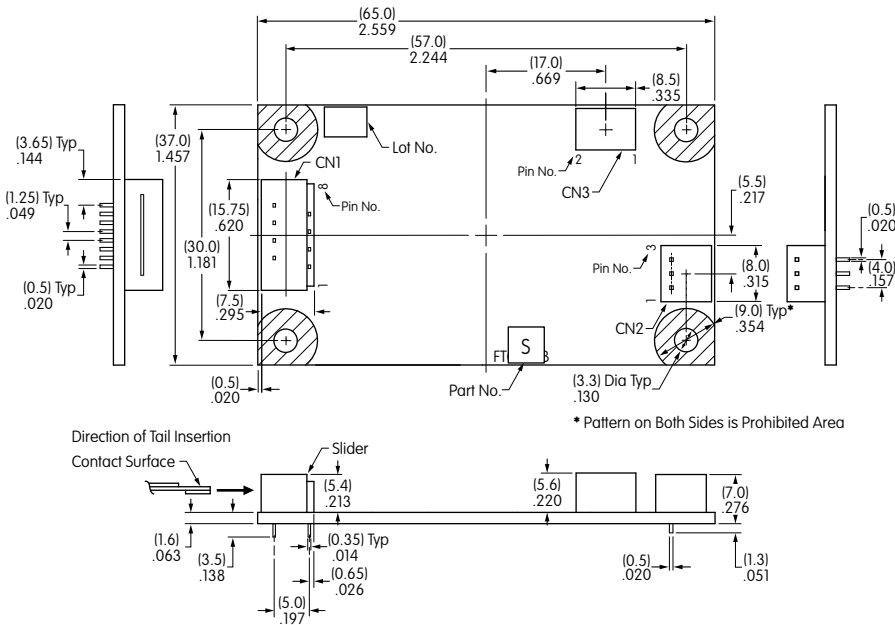 (65.0)
2.559
(57.0)
2.244
(17.0)
.669
(8.5)
.335
(3.65) Typ
.144
(37.0)
1.457
Lot No.
CN1
8
Pin No.
Pin No.
2
1
CN3
(1.25) Typ
.049
(15.75)
.620
(30.0)
1.181
(5.5)
.217
(0.5)
.020
Pin No.
3
(8.0)
.315
(4.0)
.157
(0.5) Typ
.020
(7.5)
.295
1
1
CN2
(9.0) Typ*
.354
S
(0.5)
.020
Part No.
(3.3) Dia Typ
.130
* Pattern on Both Sides is Prohibited Area
Direction of Tail Insertion
Contact Surface
Slider
(5.4)
.213
(5.6)
.220
(7.0)
.276
(1.6)
.063
(3.5)
.138
(0.35) Typ
.014
(0.65)
.026
(5.0)
.197
(0.5)
.020
(1.3)
.051